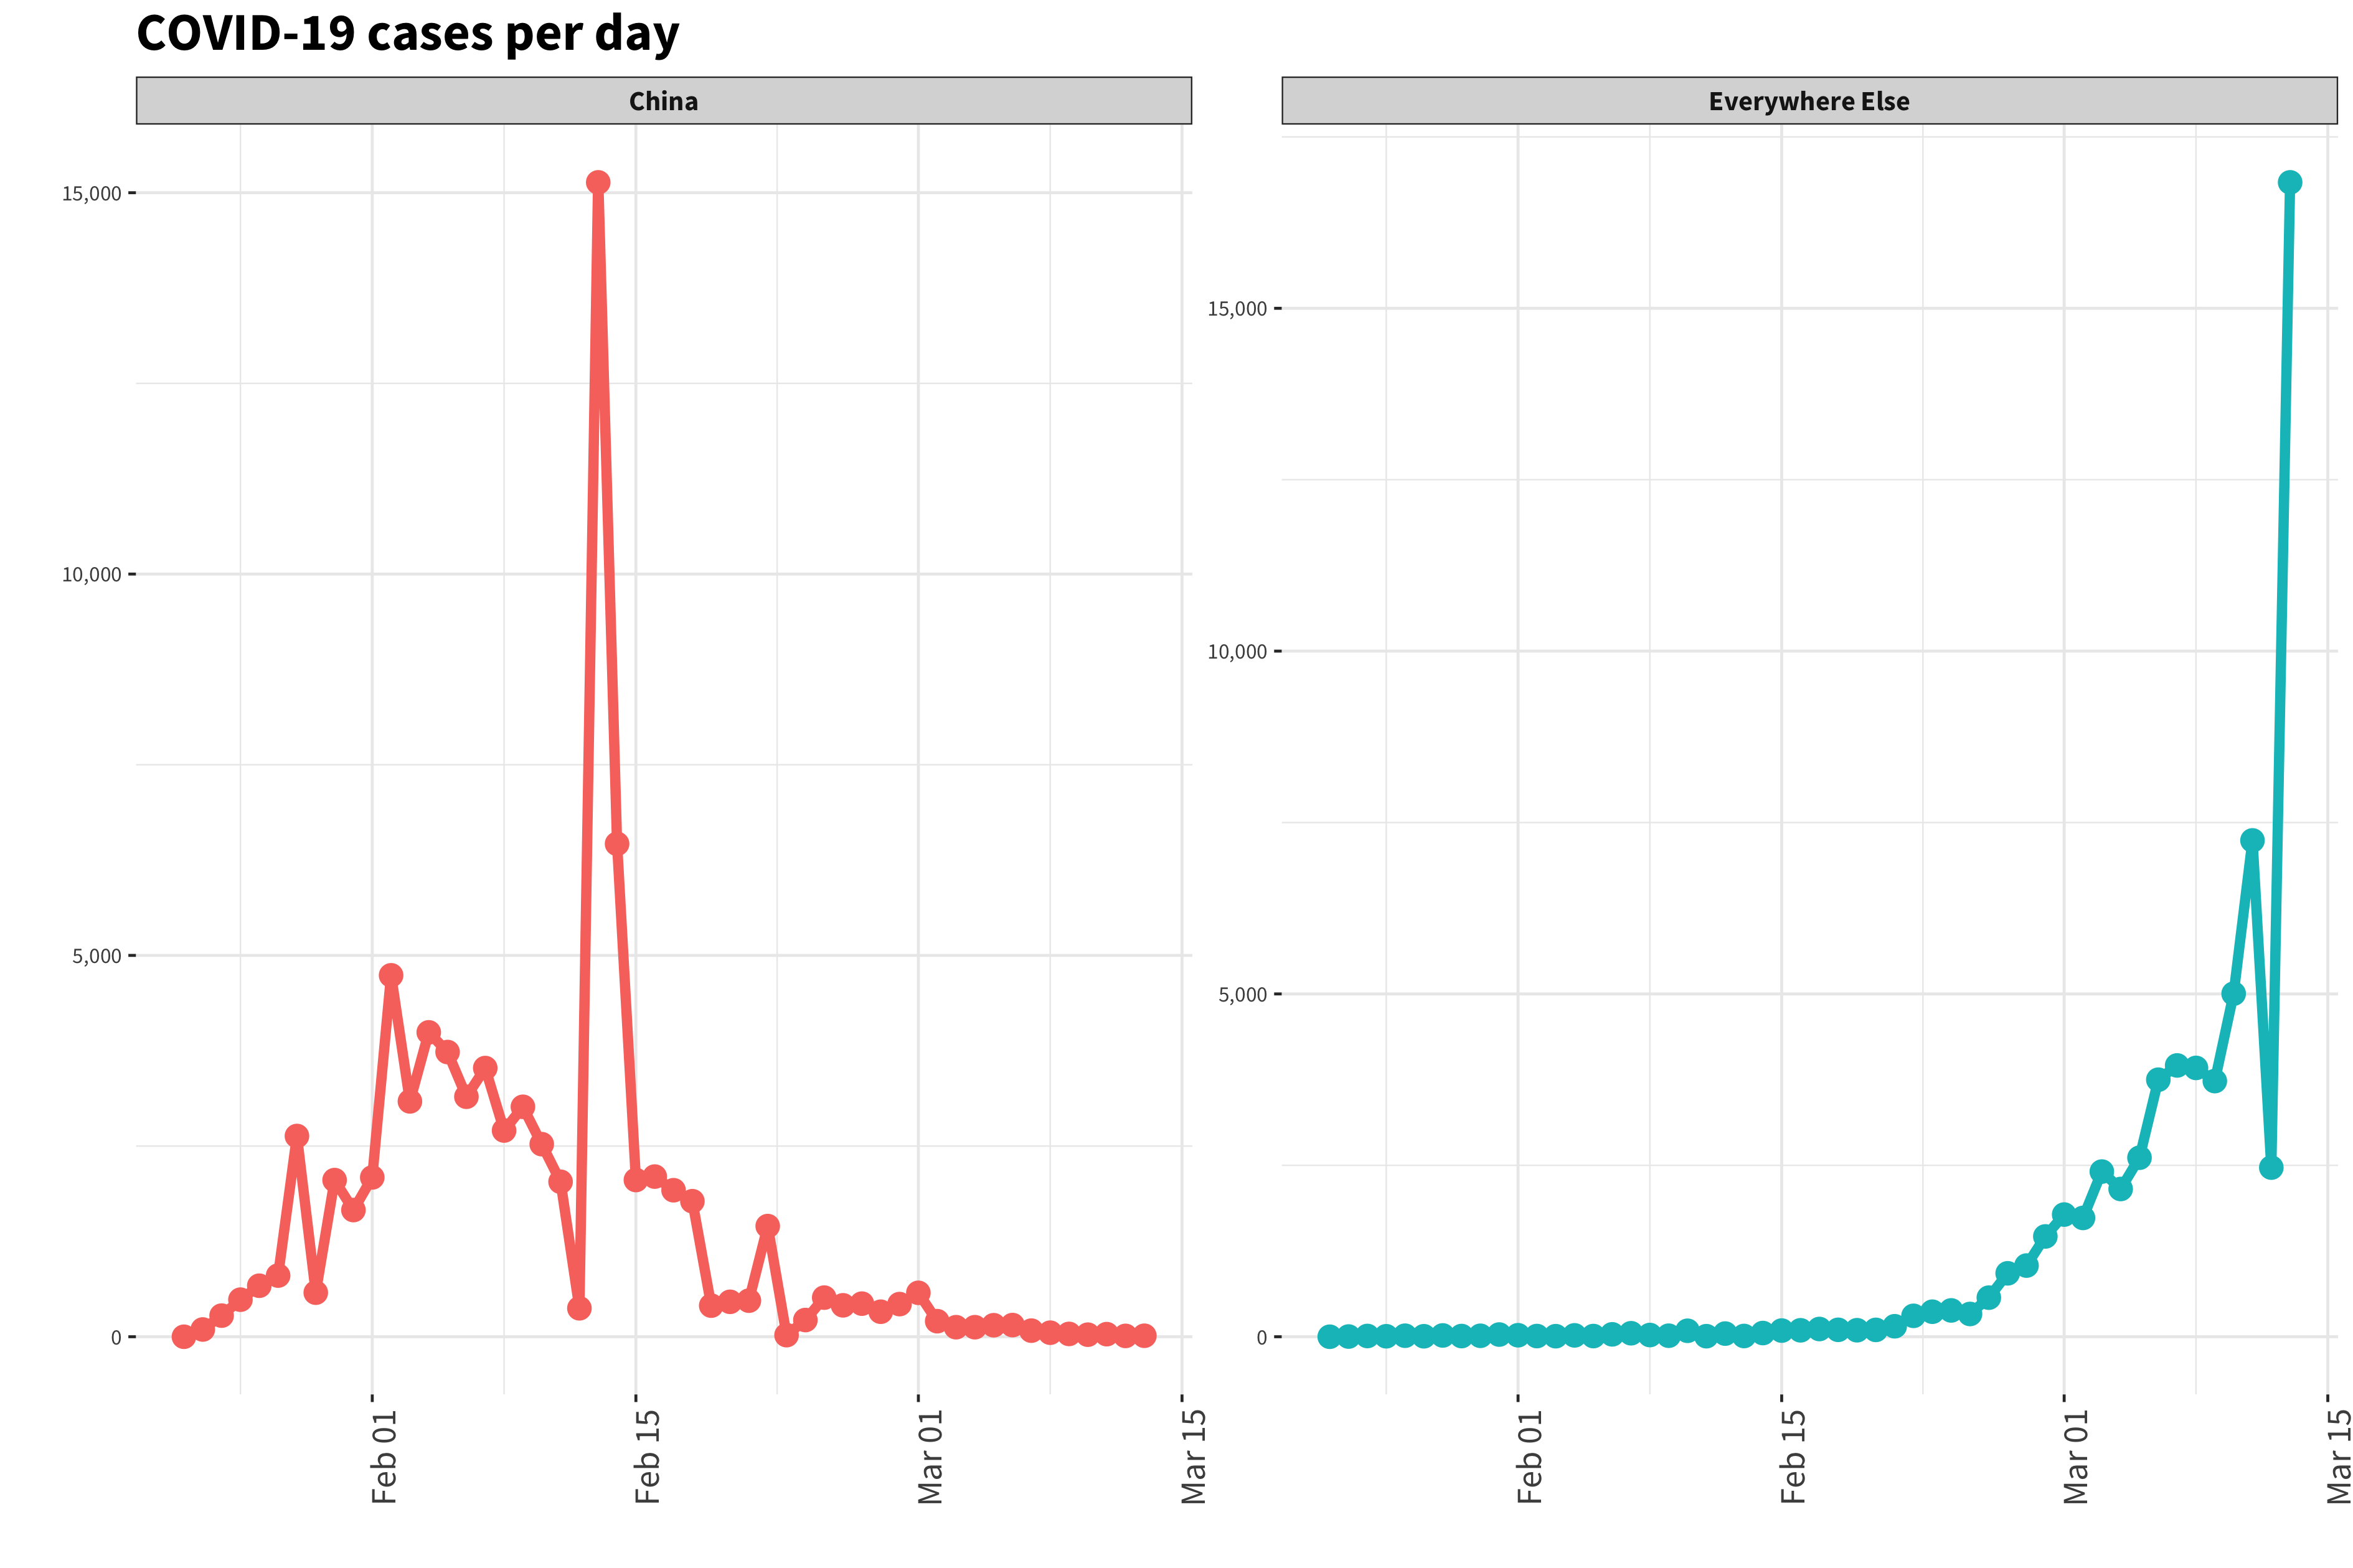 COVID-19 cases per day
China
Everywhere Else
15,000
10,000
5,000
0
15,000
10,000
5,000
0
Feb 01
Feb 15
Mar 01
Mar 15
Feb 01
Feb 15
Mar 01
Mar 15